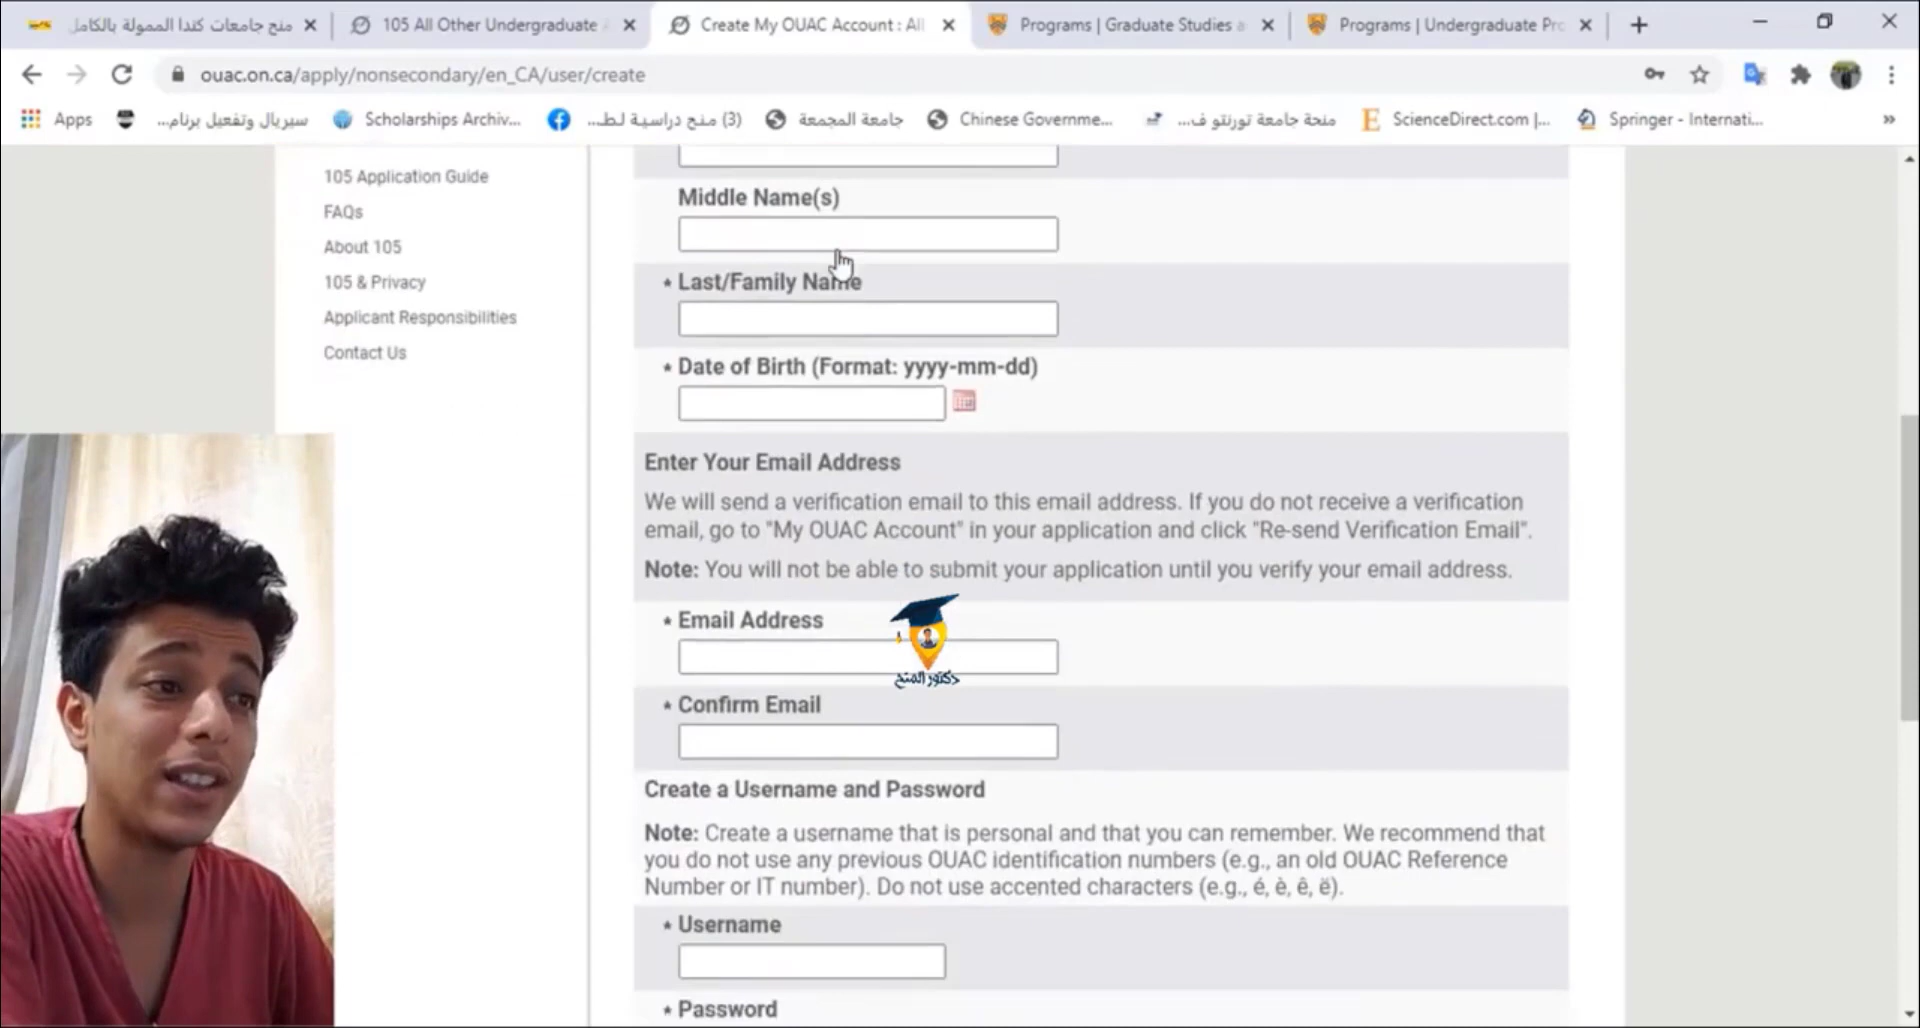 منح جامعات كندا الممولة بالكامل
105 All Other Undergraduate
Create My OUAC Account : All
Programs | Graduate Studies
Programs | Undergraduate Pro
ouac.on.ca/apply/nonsecondary/en_CA/user/create
Apps
سيريال وتفعيل برنام...
Scholarships Archiv...
(3) منح دراسية لط...
جامعة المجمعة
Chinese Governme...
منحة جامعة تورنتو ف...
ScienceDirect.com |...
Springer - Internati...
»
105 Application Guide
FAQs
About 105
105 & Privacy
Applicant Responsibilities
Contact Us
Middle Name(s)
* Last/Family Name
* Date of Birth (Format: yyyy-mm-dd)
Enter Your Email Address
We will send a verification email to this email address. If you do not receive a verification
email, go to "My OUAC Account" in your application and click "Re-send Verification Email".
Note: You will not be able to submit your application until you verify your email address.
* Email Address
دكتور المنح
* Confirm Email
Create a Username and Password
Note: Create a username that is personal and that you can remember. We recommend that
you do not use any previous OUAC identification numbers (e.g., an old OUAC Reference
Number or IT number). Do not use accented characters (e.g., é, è, ê, ë).
* Username
* Password